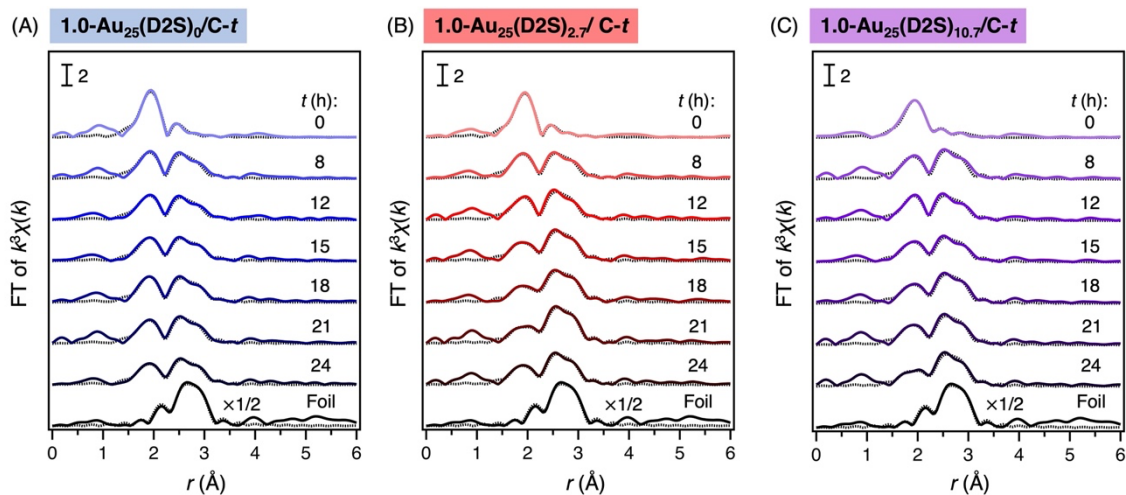 (A) 1.0-Au₂₅(D2S)₀/C-t
2
t (h):
0
8
12
15
18
21
24
×1/2 Foil
FT of k³χ(k)
0 1 2 3 4 5 6
r (Å)
(B) 1.0-Au₂₅(D2S)₂.₇/ C-t
2
t (h):
0
8
12
15
18
21
24
×1/2 Foil
FT of k³χ(k)
0 1 2 3 4 5 6
r (Å)
(C) 1.0-Au₂₅(D2S)₁₀.₇/C-t
2
t (h):
0
8
12
15
18
21
24
×1/2 Foil
FT of k³χ(k)
0 1 2 3 4 5 6
r (Å)